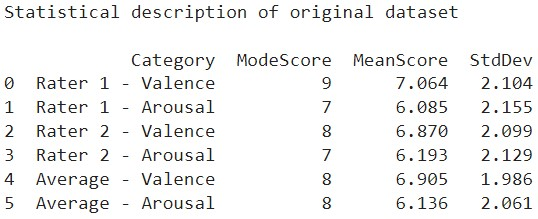 Statistical description of original dataset
Category ModeScore MeanScore StdDev
0 Rater 1 - Valence 9 7.064 2.104
1 Rater 1 - Arousal 7 6.085 2.155
2 Rater 2 - Valence 8 6.870 2.099
3 Rater 2 - Arousal 7 6.193 2.129
4 Average - Valence 8 6.905 1.986
5 Average - Arousal 8 6.136 2.061